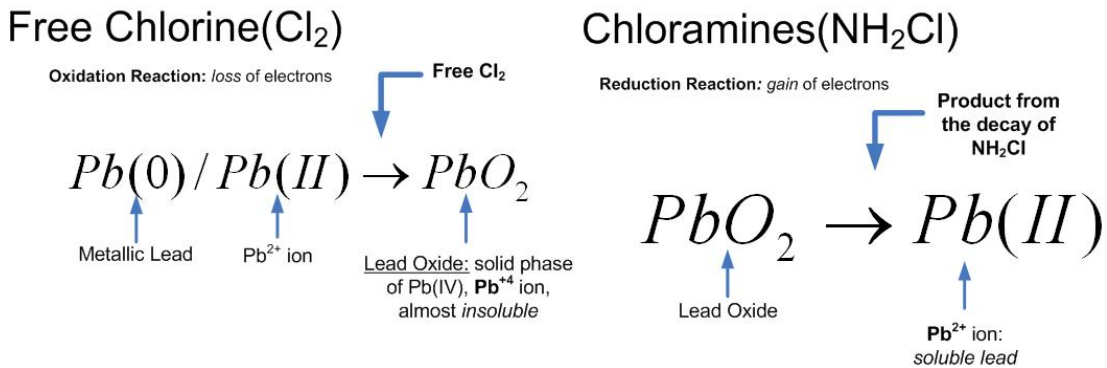 Free Chlorine(Cl₂)
Oxidation Reaction: loss of electrons
Free Cl₂
Pb(0) / Pb(II) → PbO₂
Metallic Lead
Pb²⁺ ion
Lead Oxide: solid phase
of Pb(IV), Pb⁺⁴ ion,
almost insoluble
Chloramines(NH₂Cl)
Reduction Reaction: gain of electrons
Product from
the decay of
NH₂Cl
PbO₂ → Pb(II)
Lead Oxide
Pb²⁺ ion:
soluble lead